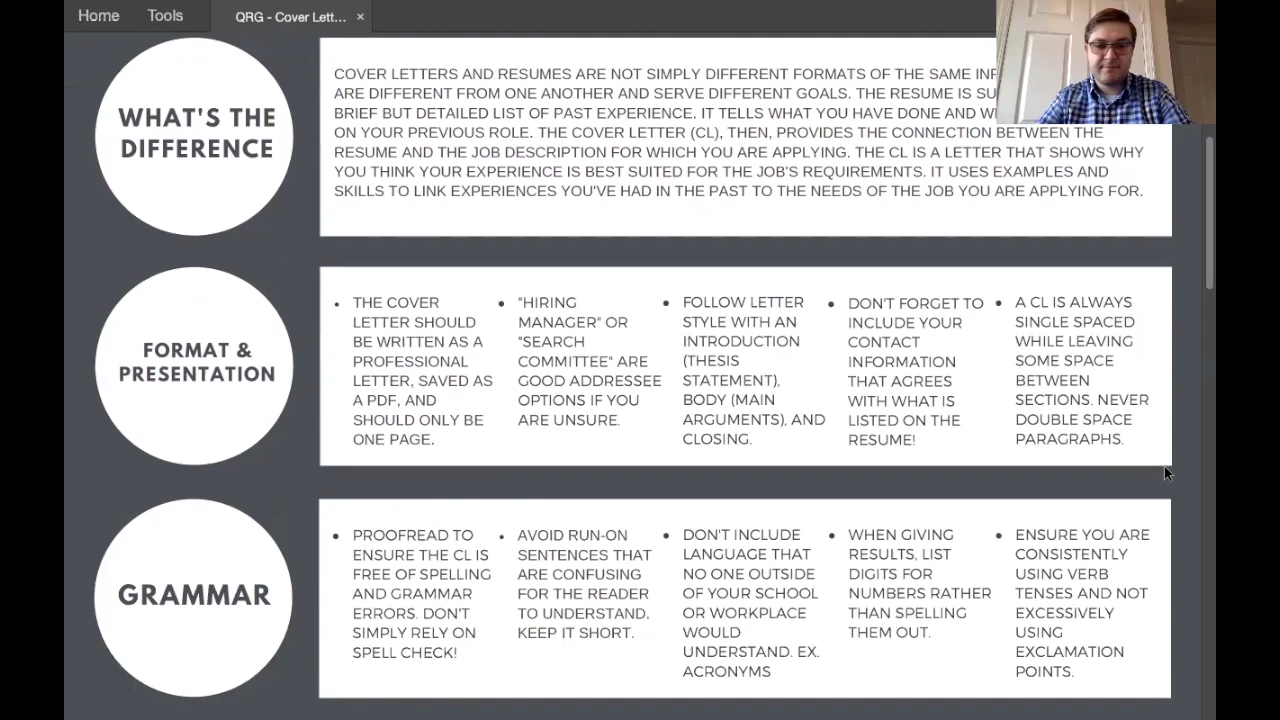 Home
Tools
QRG - Cover Lett... ×
WHAT'S THE
DIFFERENCE
COVER LETTERS AND RESUMES ARE NOT SIMPLY DIFFERENT FORMATS OF THE SAME
ARE DIFFERENT FROM ONE ANOTHER AND SERVE DIFFERENT GOALS. THE RESUME IS
BRIEF BUT DETAILED LIST OF PAST EXPERIENCE. IT TELLS WHAT YOU HAVE DONE AND
ON YOUR PREVIOUS ROLE. THE COVER LETTER (CL), THEN, PROVIDES THE CONNECTION BETWEEN THE
RESUME AND THE JOB DESCRIPTION FOR WHICH YOU ARE APPLYING. THE CL IS A LETTER THAT SHOWS WHY
YOU THINK YOUR EXPERIENCE IS BEST SUITED FOR THE JOB'S REQUIREMENTS. IT USES EXAMPLES AND
SKILLS TO LINK EXPERIENCES YOU'VE HAD IN THE PAST TO THE NEEDS OF THE JOB YOU ARE APPLYING FOR.
FORMAT &
PRESENTATION
• THE COVER
LETTER SHOULD
BE WRITTEN AS A
PROFESSIONAL
LETTER, SAVED AS
A PDF, AND
SHOULD ONLY BE
ONE PAGE.
• "HIRING
MANAGER" OR
"SEARCH
COMMITTEE" ARE
GOOD ADDRESSEE
OPTIONS IF YOU
ARE UNSURE.
• FOLLOW LETTER
STYLE WITH AN
INTRODUCTION
(THESIS
STATEMENT),
BODY (MAIN
ARGUMENTS), AND
CLOSING.
• DON'T FORGET TO
INCLUDE YOUR
CONTACT
INFORMATION
THAT AGREES
WITH WHAT IS
LISTED ON THE
RESUME!
• A CL IS ALWAYS
SINGLE SPACED
WHILE LEAVING
SOME SPACE
BETWEEN
SECTIONS. NEVER
DOUBLE SPACE
PARAGRAPHS.
GRAMMAR
• PROOFREAD TO
ENSURE THE CL IS
FREE OF SPELLING
AND GRAMMAR
ERRORS. DON'T
SIMPLY RELY ON
SPELL CHECK!
• AVOID RUN-ON
SENTENCES THAT
ARE CONFUSING
FOR THE READER
TO UNDERSTAND.
KEEP IT SHORT.
• DON'T INCLUDE
LANGUAGE THAT
NO ONE OUTSIDE
OF YOUR SCHOOL
OR WORKPLACE
WOULD
UNDERSTAND. EX.
ACRONYMS
• WHEN GIVING
RESULTS, LIST
DIGITS FOR
NUMBERS RATHER
THAN SPELLING
THEM OUT.
• ENSURE YOU ARE
CONSISTENTLY
USING VERB
TENSES AND NOT
EXCESSIVELY
USING
EXCLAMATION
POINTS.